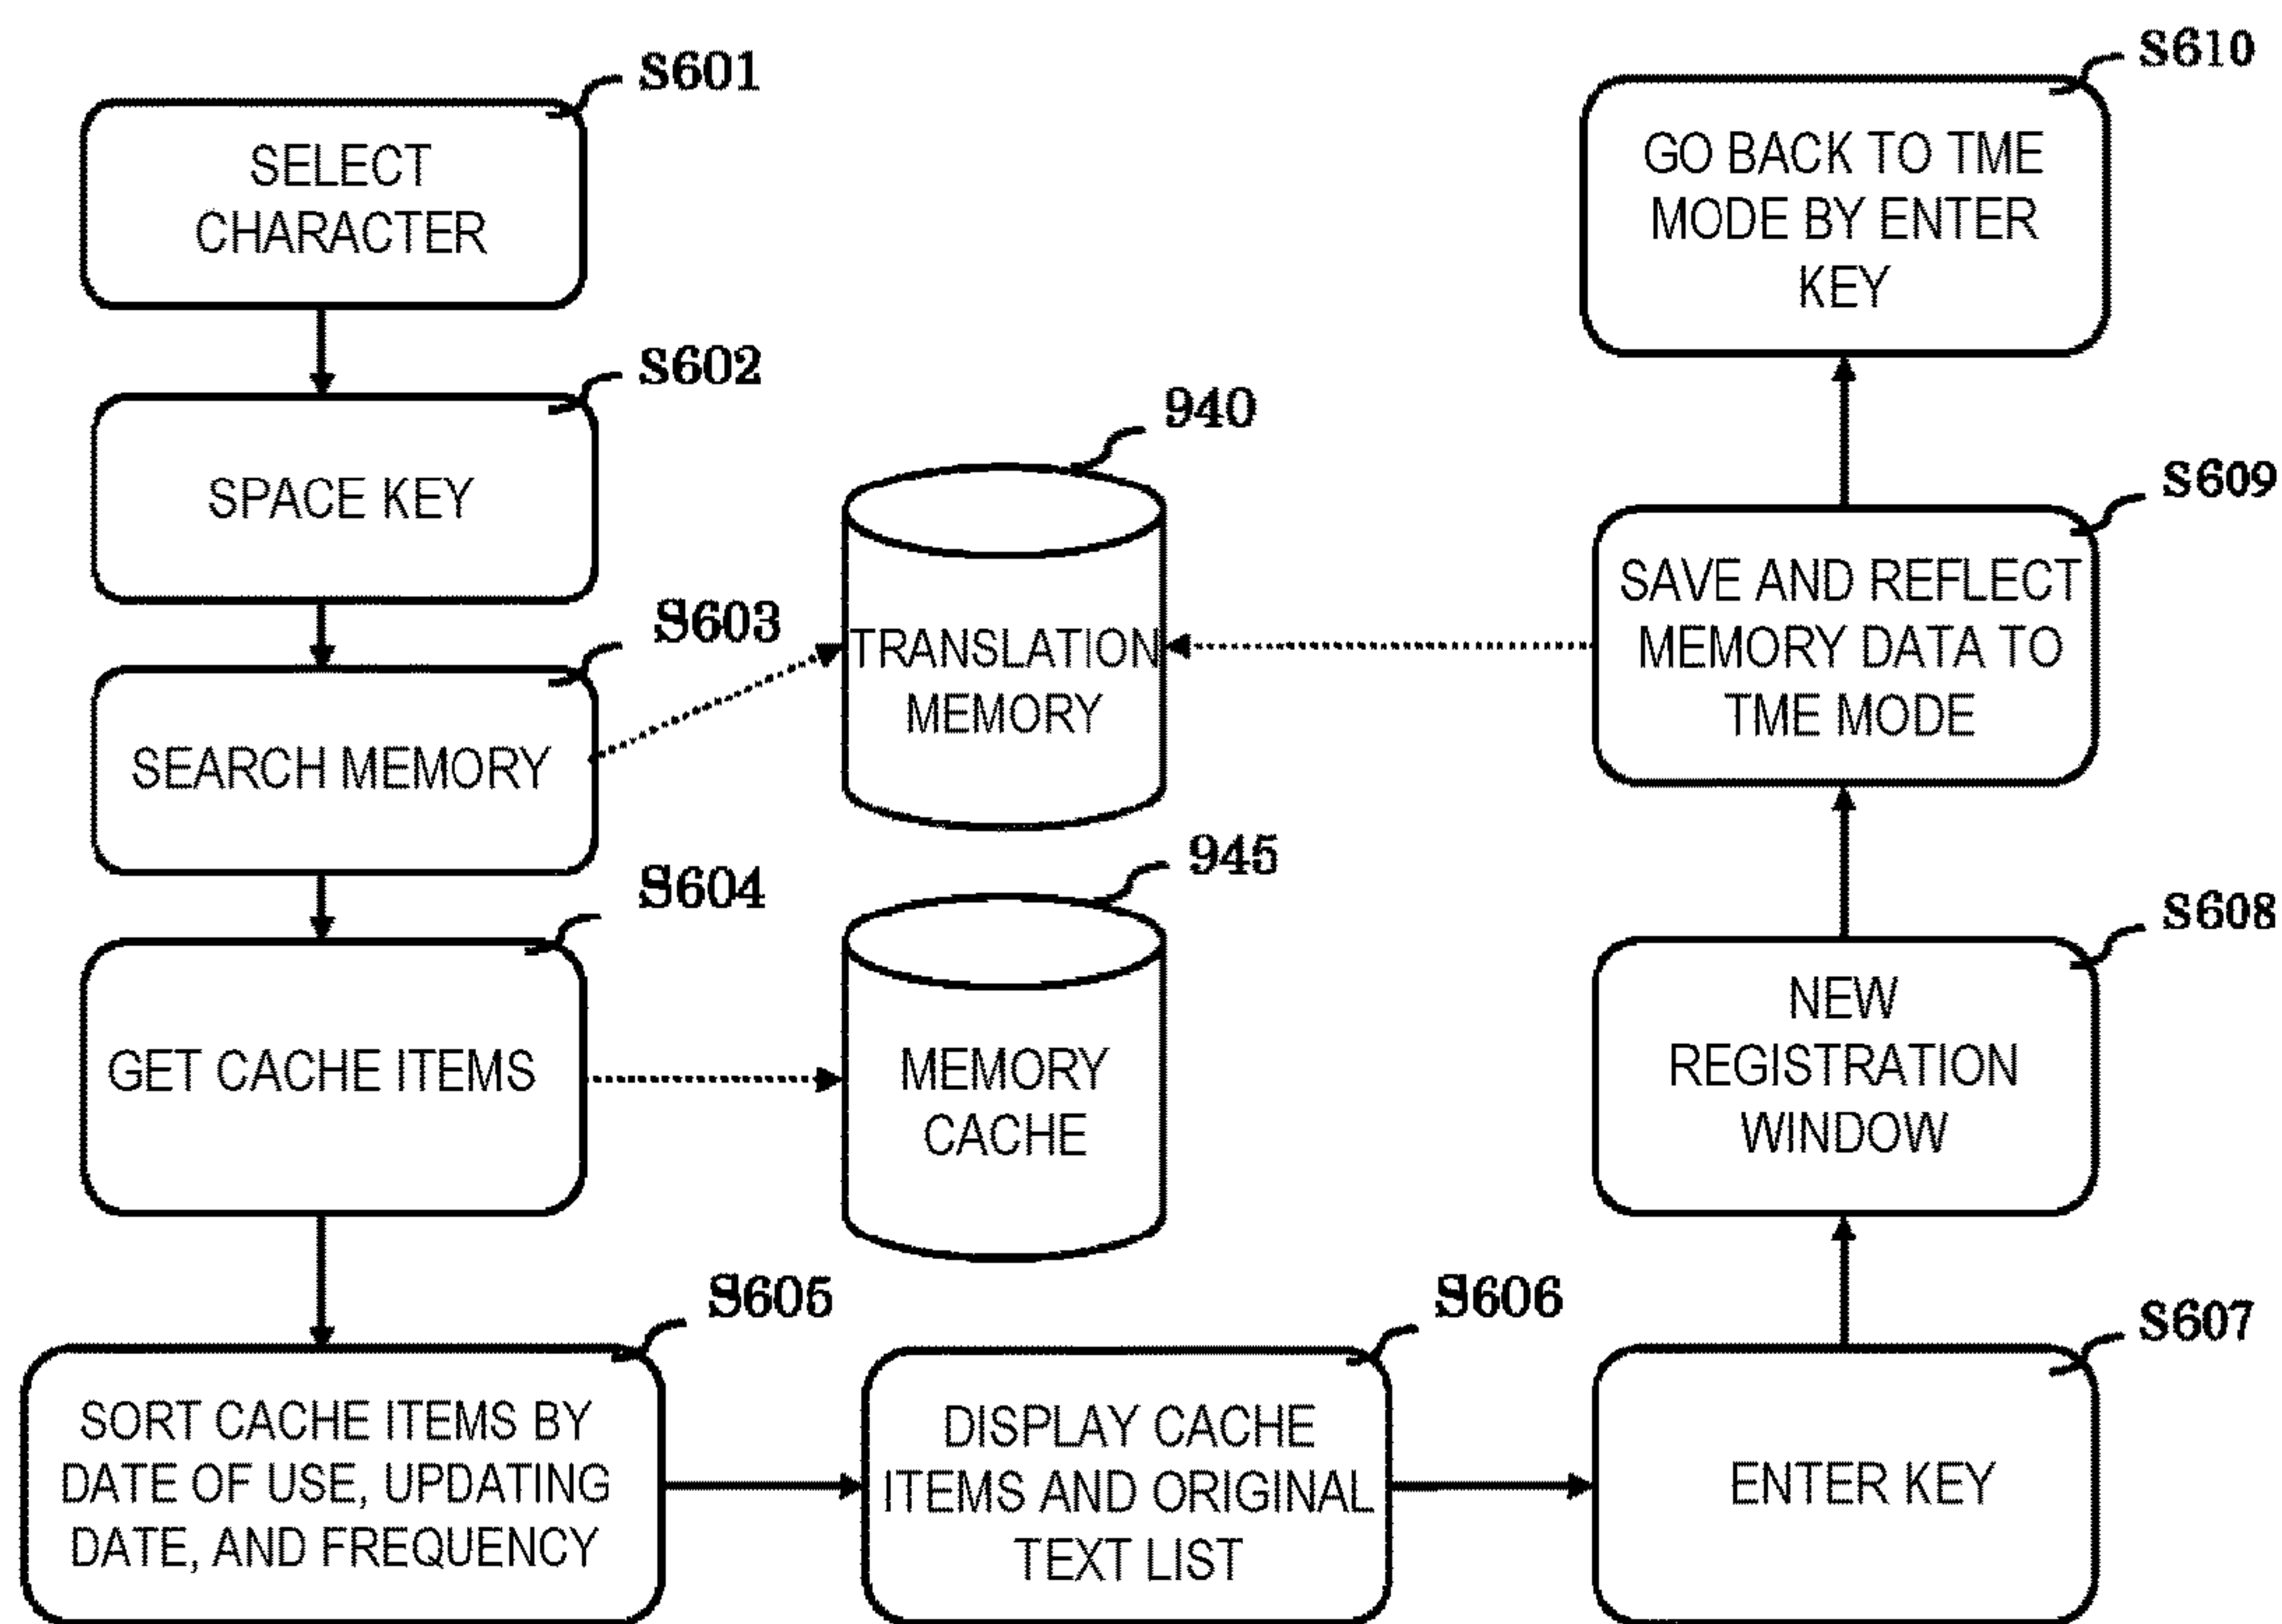 S601
SELECT
CHARACTER
S602
SPACE KEY
S603
SEARCH MEMORY
S604
GET CACHE ITEMS
S605
SORT CACHE ITEMS BY
DATE OF USE, UPDATING
DATE, AND FREQUENCY
940
TRANSLATION
MEMORY
945
MEMORY
CACHE
S606
DISPLAY CACHE
ITEMS AND ORIGINAL
TEXT LIST
S607
ENTER KEY
S608
NEW
REGISTRATION
WINDOW
S609
SAVE AND REFLECT
MEMORY DATA TO
TME MODE
S610
GO BACK TO TME
MODE BY ENTER
KEY